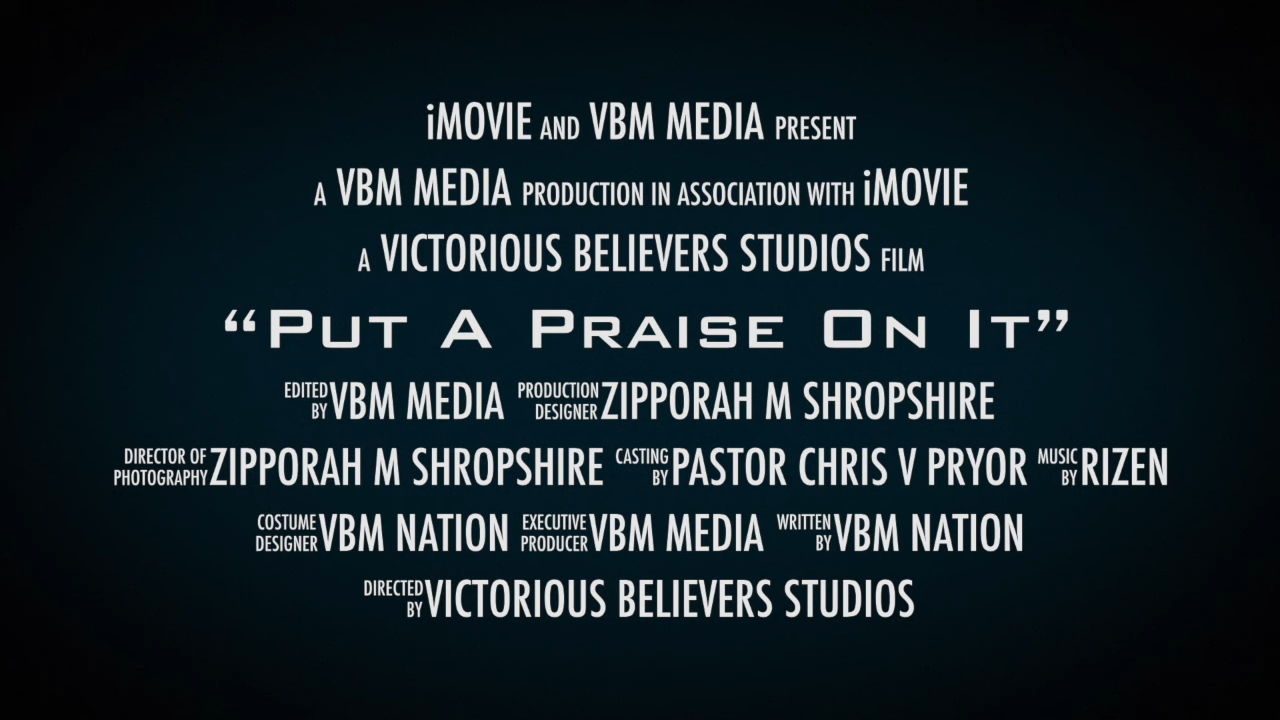 iMOVIE AND VBM MEDIA PRESENT
A VBM MEDIA PRODUCTION IN ASSOCIATION WITH iMOVIE
A VICTORIOUS BELIEVERS STUDIOS FILM
“PUT A PRAISE ON IT”
EDITED BY VBM MEDIA PRODUCTION DESIGNER ZIPPORAH M SHROPSHIRE
DIRECTOR OF PHOTOGRAPHY ZIPPORAH M SHROPSHIRE CASTING BY PASTOR CHRIS V PRYOR MUSIC BY RIZEN
COSTUME DESIGNER VBM NATION EXECUTIVE PRODUCER VBM MEDIA WRITTEN BY VBM NATION
DIRECTED BY VICTORIOUS BELIEVERS STUDIOS